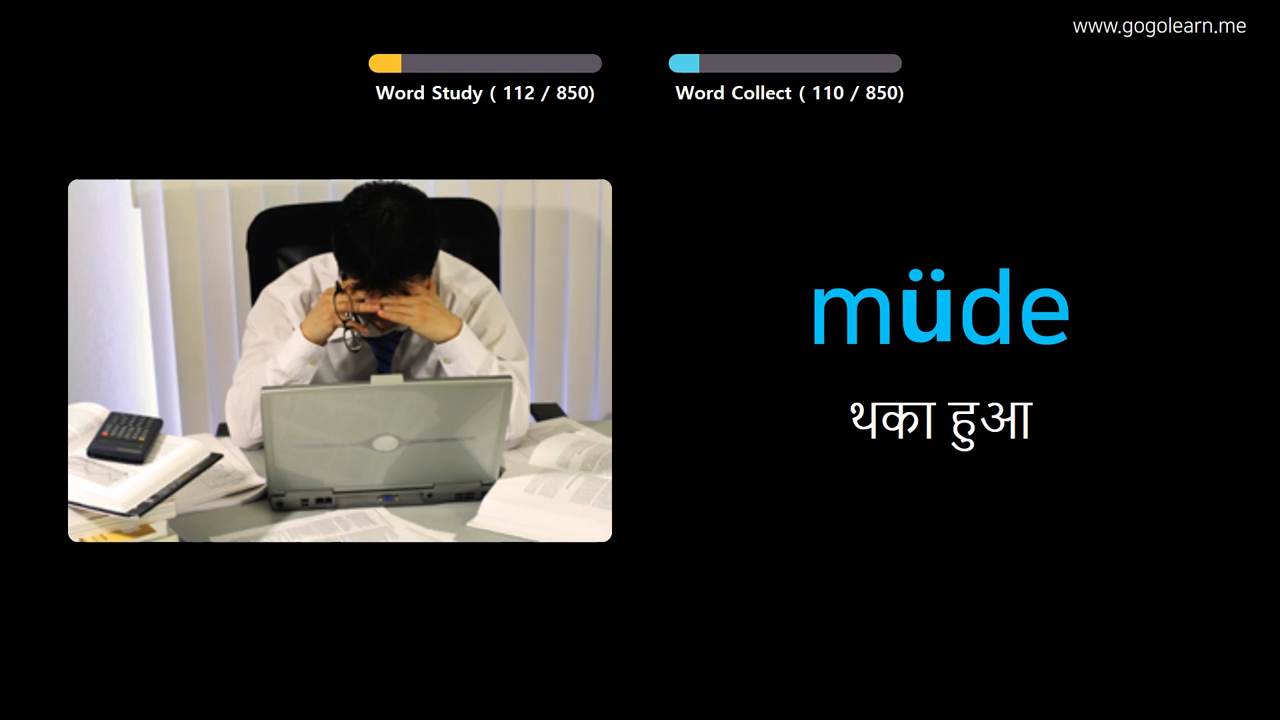 www.gogolearn.me
Word Study ( 112 / 850)
Word Collect ( 110 / 850)
müde
थका हुआ